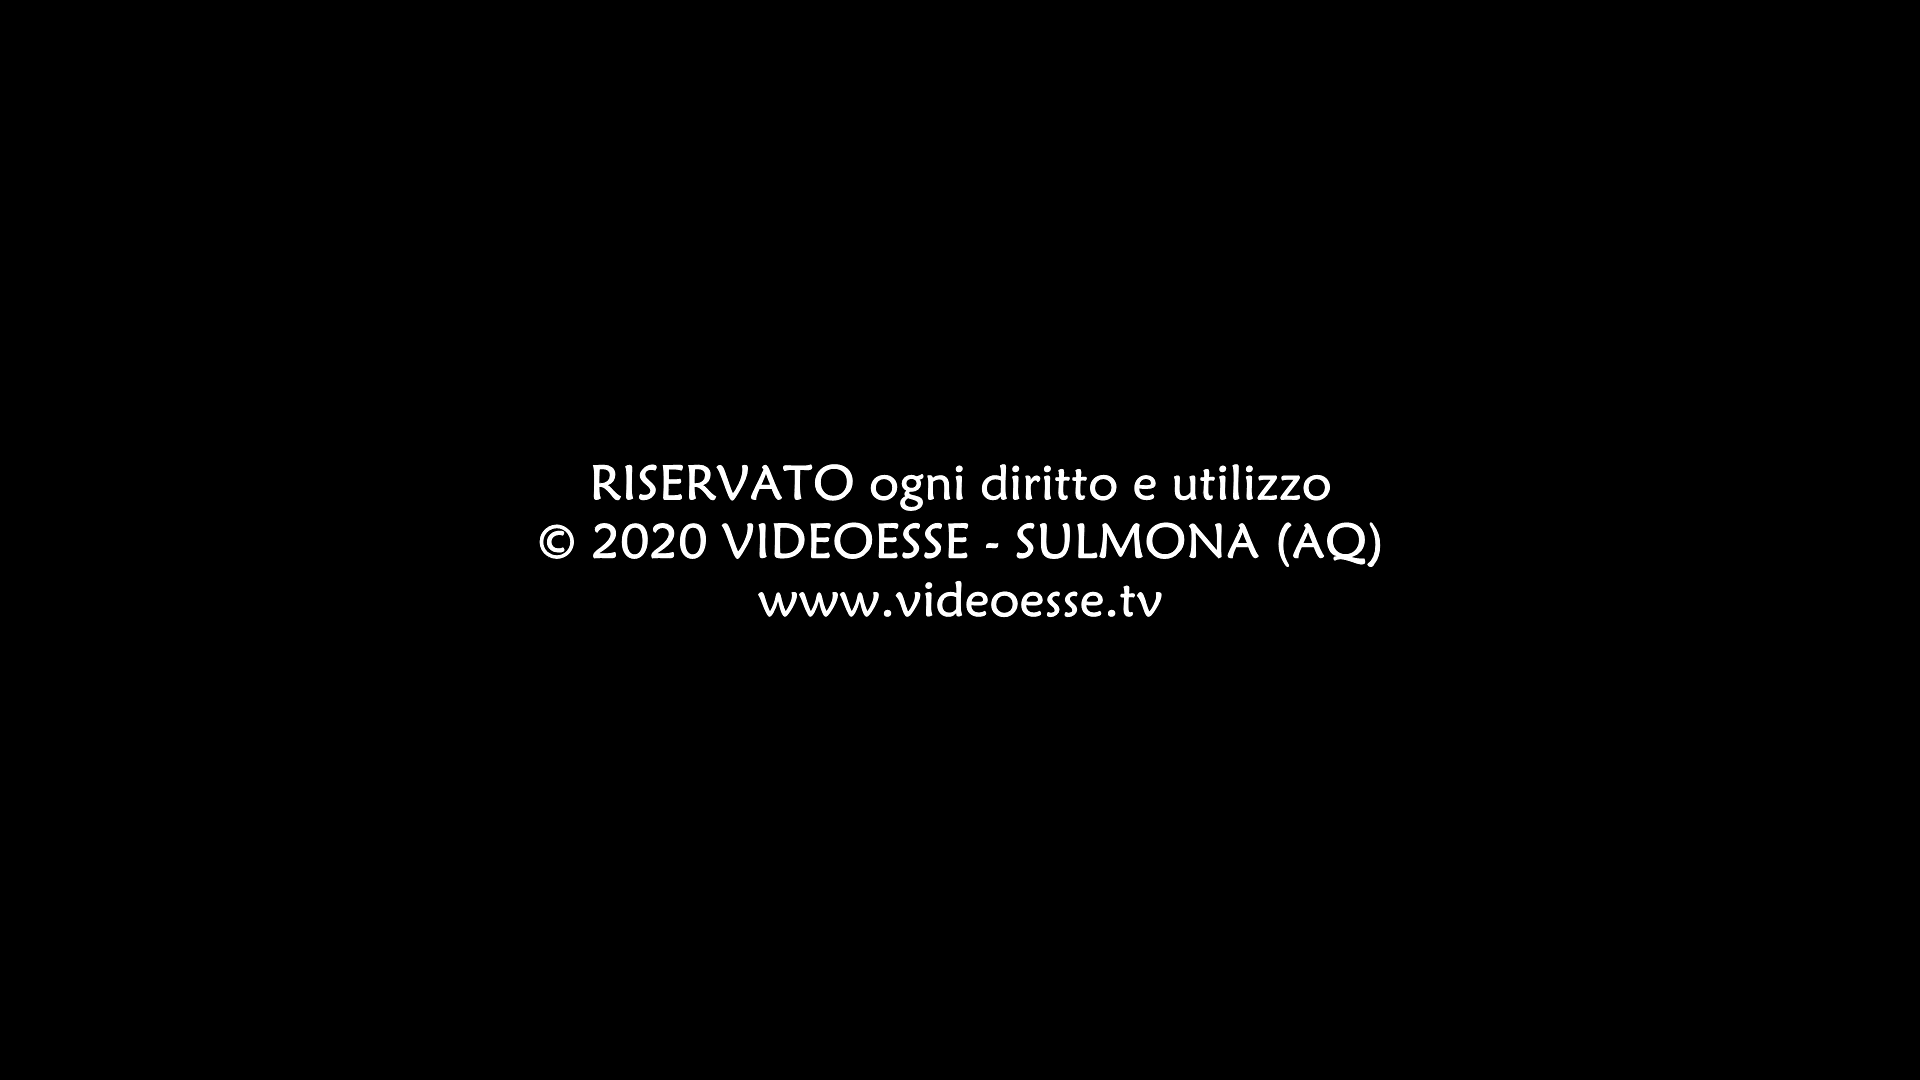 RISERVATO ogni diritto e utilizzo
© 2020 VIDEOESSE - SULMONA (AQ)
www.videoesse.tv